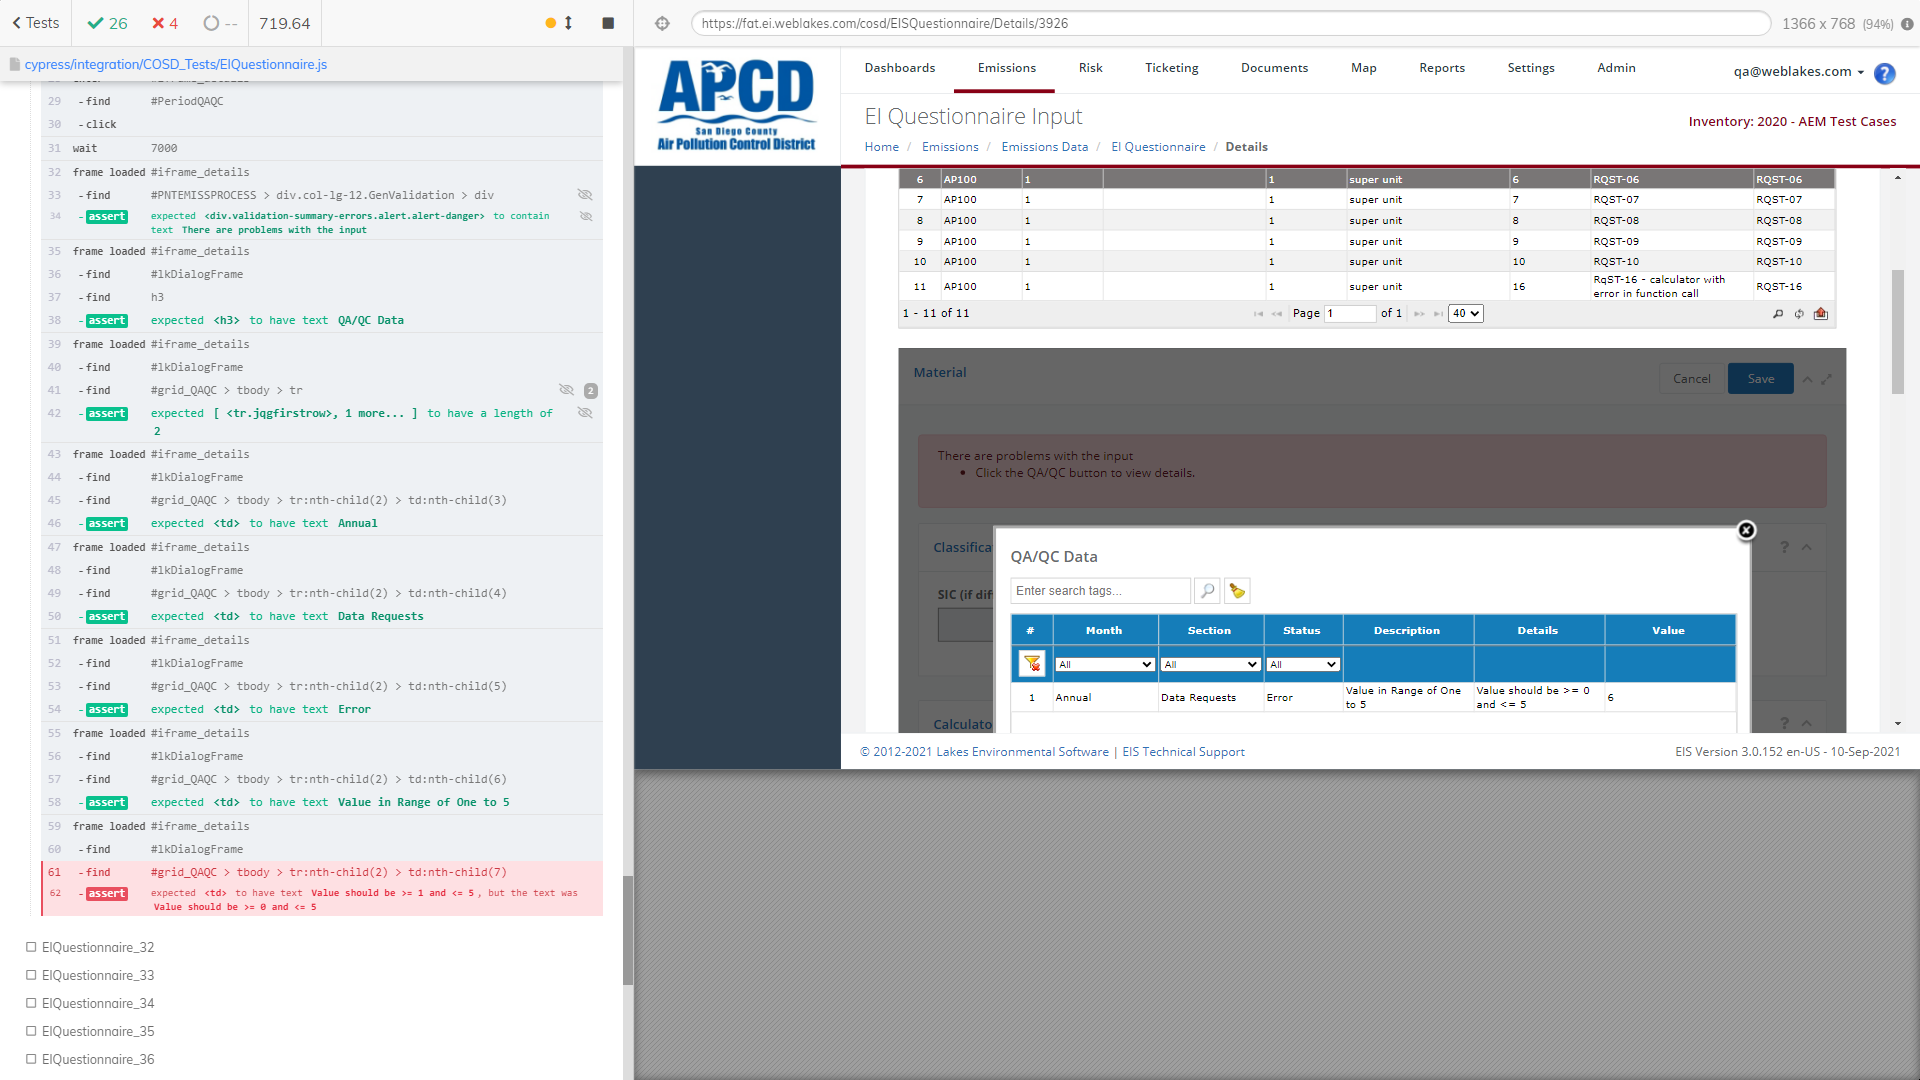 Tests
26
4
--
719.64
cypress/integration/COSD_Tests/EIQuestionnaire.js
29 -find #PeriodQAQC
30 -click
31 wait 7000
32 frame loaded #iframe_details
33 -find #PNTEMISSPROCESS > div.col-lg-12.GenValidation > div
34 -assert expected <div.validation-summary-errors.alert.alert-danger> to contain
text There are problems with the input
35 frame loaded #iframe_details
36 -find #lkDialogFrame
37 -find h3
38 -assert expected <h3> to have text QA/QC Data
39 frame loaded #iframe_details
40 -find #lkDialogFrame
41 -find #grid_QAQC > tbody > tr 2
42 -assert expected [ <tr.jqgfirstrow>, 1 more... ] to have a length of
2
43 frame loaded #iframe_details
44 -find #lkDialogFrame
45 -find #grid_QAQC > tbody > tr:nth-child(2) > td:nth-child(3)
46 -assert expected <td> to have text Annual
47 frame loaded #iframe_details
48 -find #lkDialogFrame
49 -find #grid_QAQC > tbody > tr:nth-child(2) > td:nth-child(4)
50 -assert expected <td> to have text Data Requests
51 frame loaded #iframe_details
52 -find #lkDialogFrame
53 -find #grid_QAQC > tbody > tr:nth-child(2) > td:nth-child(5)
54 -assert expected <td> to have text Error
55 frame loaded #iframe_details
56 -find #lkDialogFrame
57 -find #grid_QAQC > tbody > tr:nth-child(2) > td:nth-child(6)
58 -assert expected <td> to have text Value in Range of One to 5
59 frame loaded #iframe_details
60 -find #lkDialogFrame
61 -find #grid_QAQC > tbody > tr:nth-child(2) > td:nth-child(7)
62 -assert expected <td> to have text Value should be >= 1 and <= 5 , but the text was
Value should be >= 0 and <= 5
EIQuestionnaire_32
EIQuestionnaire_33
EIQuestionnaire_34
EIQuestionnaire_35
EIQuestionnaire_36
https://fat.ei.weblakes.com/cosd/EISQuestionnaire/Details/3926
1366 x 768 (94%)
APCD
San Diego County
Air Pollution Control District
Dashboards Emissions Risk Ticketing Documents Map Reports Settings Admin
qa@weblakes.com ?
EI Questionnaire Input
Inventory: 2020 - AEM Test Cases
Home / Emissions / Emissions Data / EI Questionnaire / Details
6 AP100 1 1 super unit 6 RQST-06 RQST-06
7 AP100 1 1 super unit 7 RQST-07 RQST-07
8 AP100 1 1 super unit 8 RQST-08 RQST-08
9 AP100 1 1 super unit 9 RQST-09 RQST-09
10 AP100 1 1 super unit 10 RQST-10 RQST-10
11 AP100 1 1 super unit 16 RqST-16 - calculator with
error in function call RQST-16
1 - 11 of 11 Page 1 of 1 40
Material Cancel Save
There are problems with the input
• Click the QA/QC button to view details.
Classifica ?
SIC (if dif
Calculato ?
QA/QC Data
Enter search tags...
# Month Section Status Description Details Value
All All All
1 Annual Data Requests Error Value in Range of One
to 5 Value should be >= 0
and <= 5 6
© 2012-2021 Lakes Environmental Software | EIS Technical Support
EIS Version 3.0.152 en-US - 10-Sep-2021